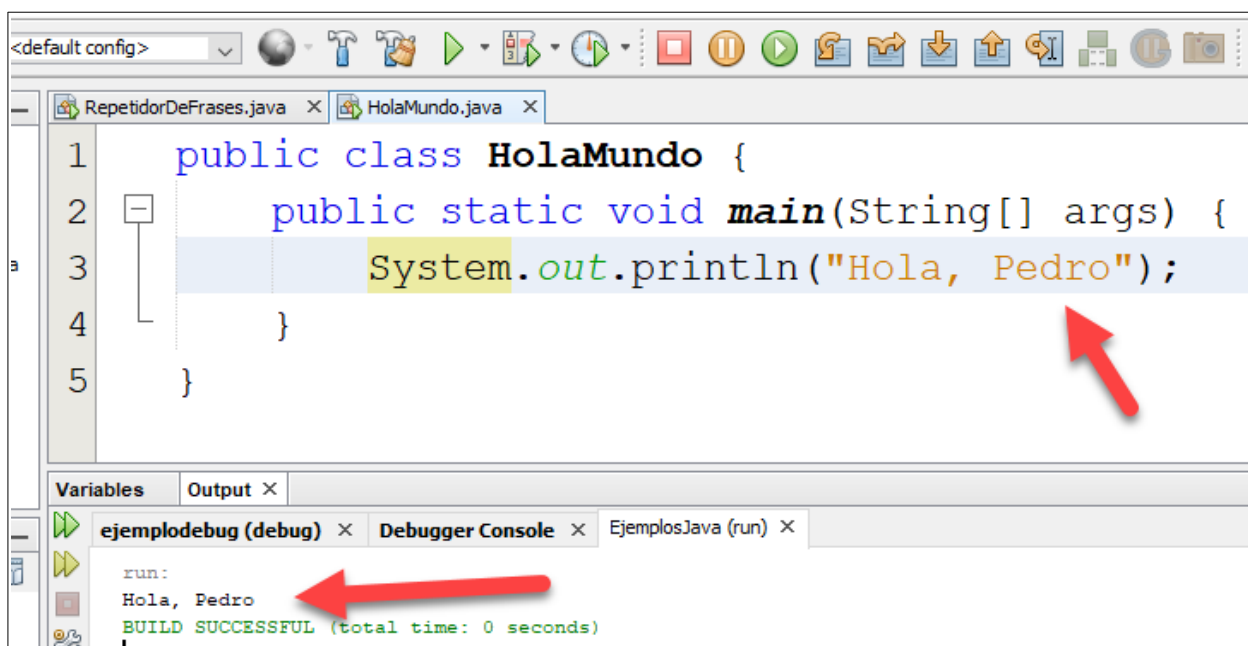 <default config>
RepetidorDeFrases.java HolaMundo.java
1 public class HolaMundo {
2 public static void main(String[] args) {
3 System.out.println("Hola, Pedro");
4 }
5 }
Variables Output
ejemplodebug (debug) Debugger Console EjemplosJava (run)
run:
Hola, Pedro
BUILD SUCCESSFUL (total time: 0 seconds)